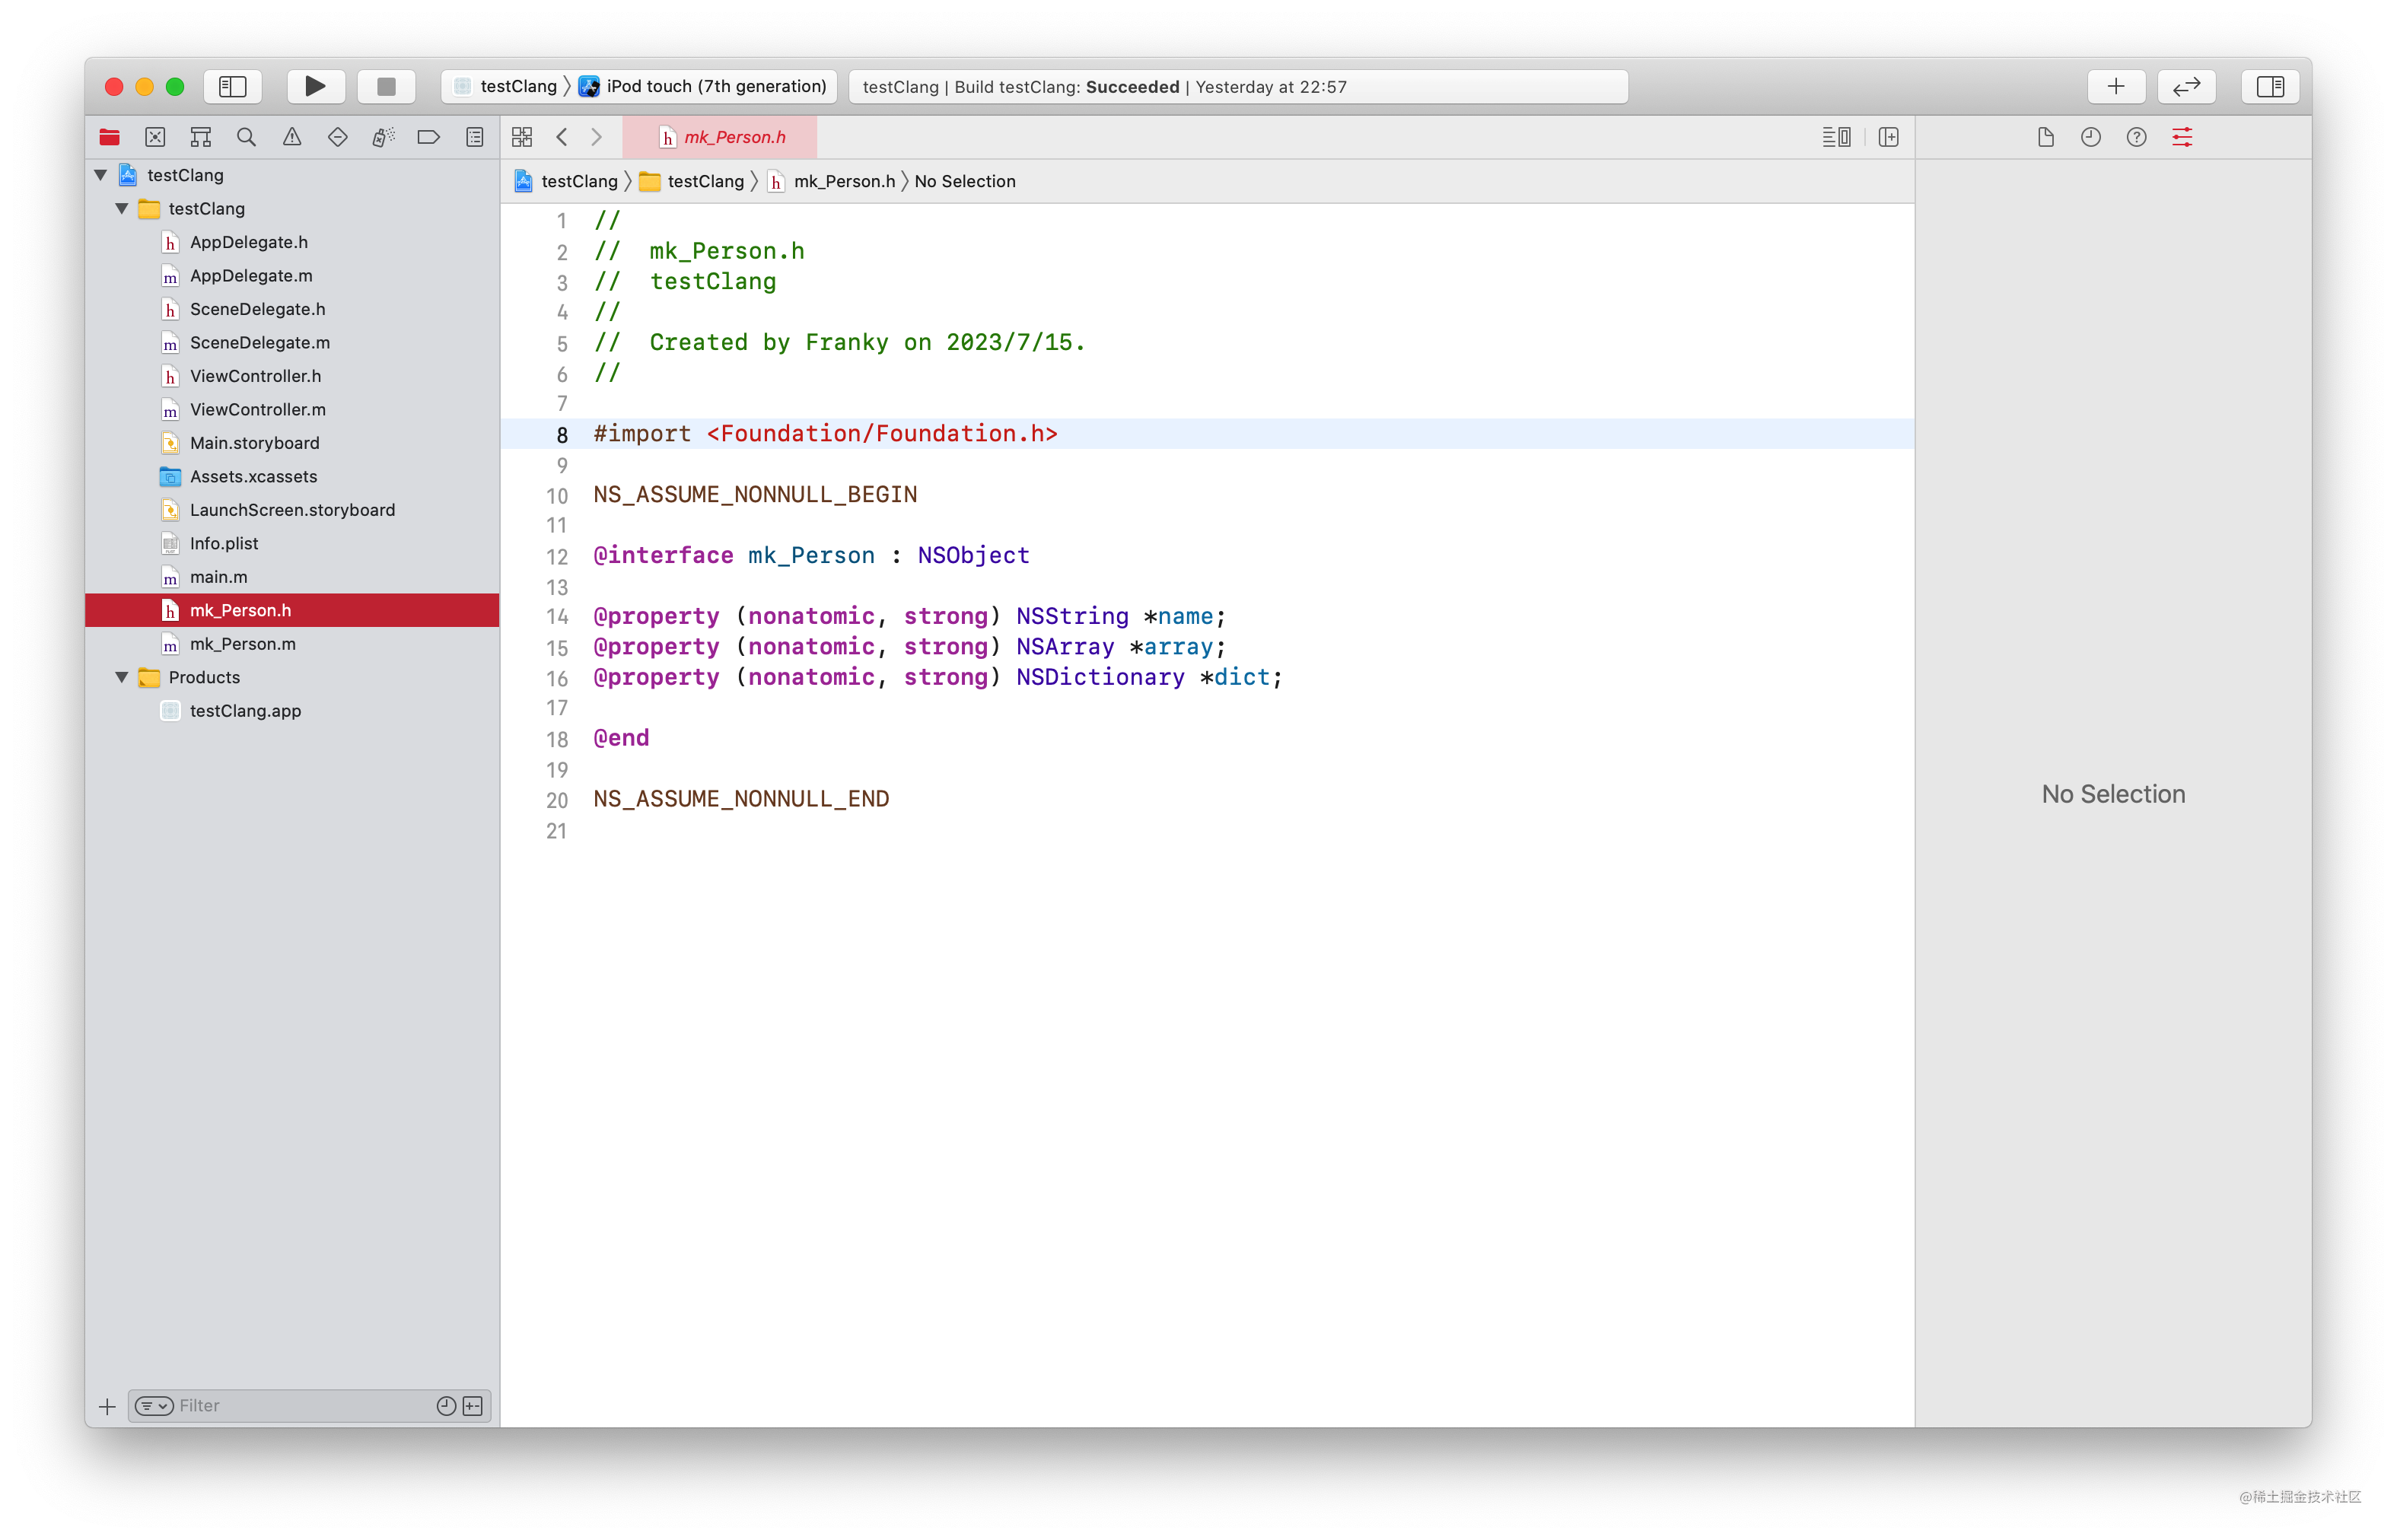 testClang 〉 iPod touch (7th generation)
testClang | Build testClang: Succeeded | Yesterday at 22:57
mk_Person.h
testClang 〉 testClang 〉 mk_Person.h 〉 No Selection
testClang
testClang
AppDelegate.h
AppDelegate.m
SceneDelegate.h
SceneDelegate.m
ViewController.h
ViewController.m
Main.storyboard
Assets.xcassets
LaunchScreen.storyboard
Info.plist
main.m
mk_Person.h
mk_Person.m
Products
testClang.app
Filter
1 //
2 //  mk_Person.h
3 //  testClang
4 //
5 //  Created by Franky on 2023/7/15.
6 //
7
8 #import <Foundation/Foundation.h>
9
10 NS_ASSUME_NONNULL_BEGIN
11
12 @interface mk_Person : NSObject
13
14 @property (nonatomic, strong) NSString *name;
15 @property (nonatomic, strong) NSArray *array;
16 @property (nonatomic, strong) NSDictionary *dict;
17
18 @end
19
20 NS_ASSUME_NONNULL_END
21
No Selection
@稀土掘金技术社区